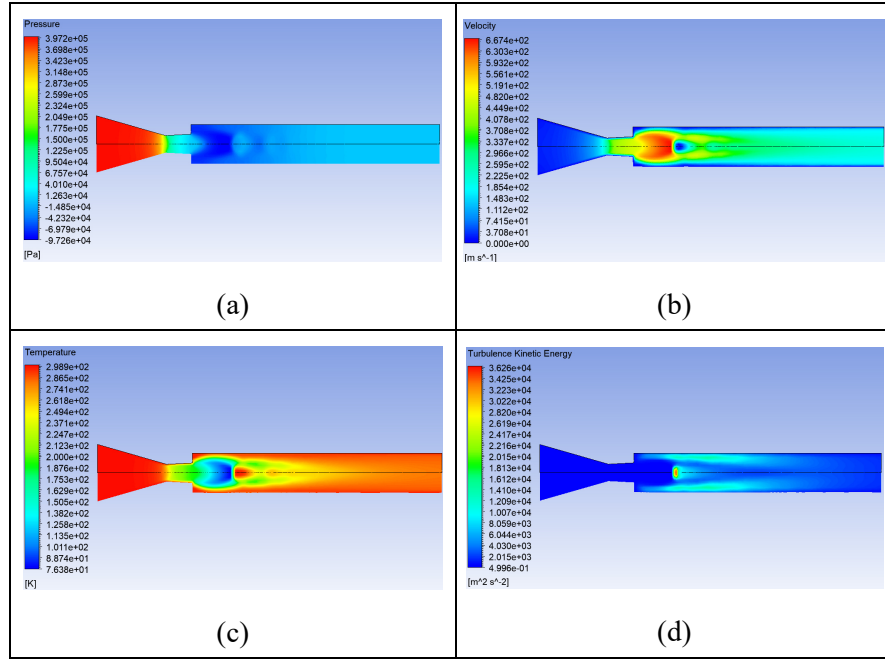 Pressure
3.972e+05
3.698e+05
3.423e+05
3.148e+05
2.873e+05
2.599e+05
2.324e+05
2.049e+05
1.775e+05
1.500e+05
1.225e+05
9.504e+04
6.757e+04
4.010e+04
1.263e+04
-1.485e+04
-4.232e+04
-6.979e+04
-9.726e+04
[Pa]
(a)
Velocity
6.674e+02
6.303e+02
5.932e+02
5.561e+02
5.191e+02
4.820e+02
4.449e+02
4.078e+02
3.708e+02
3.337e+02
2.966e+02
2.595e+02
2.225e+02
1.854e+02
1.483e+02
1.112e+02
7.415e+01
3.708e+01
0.000e+00
[m s^-1]
(b)
Temperature
2.989e+02
2.865e+02
2.741e+02
2.618e+02
2.494e+02
2.371e+02
2.247e+02
2.123e+02
2.000e+02
1.876e+02
1.753e+02
1.629e+02
1.505e+02
1.382e+02
1.258e+02
1.135e+02
1.011e+02
8.874e+01
7.638e+01
[K]
(c)
Turbulence Kinetic Energy
3.626e+04
3.425e+04
3.223e+04
3.022e+04
2.820e+04
2.619e+04
2.417e+04
2.216e+04
2.015e+04
1.813e+04
1.612e+04
1.410e+04
1.209e+04
1.007e+04
8.059e+03
6.044e+03
4.030e+03
2.015e+03
4.996e-01
[m^2 s^-2]
(d)